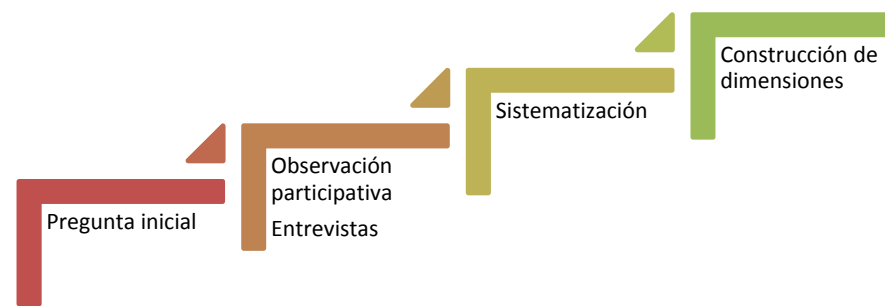 Pregunta inicial
Observación
participativa
Entrevistas
Sistematización
Construcción de
dimensiones